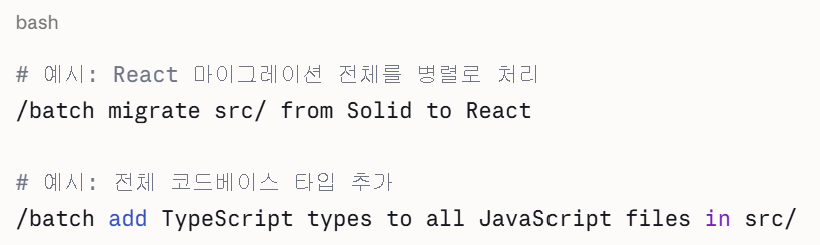 bash
# 예시: React 마이그레이션 전체를 병렬로 처리
/batch migrate src/ from Solid to React
# 예시: 전체 코드베이스 타입 추가
/batch add TypeScript types to all JavaScript files in src/